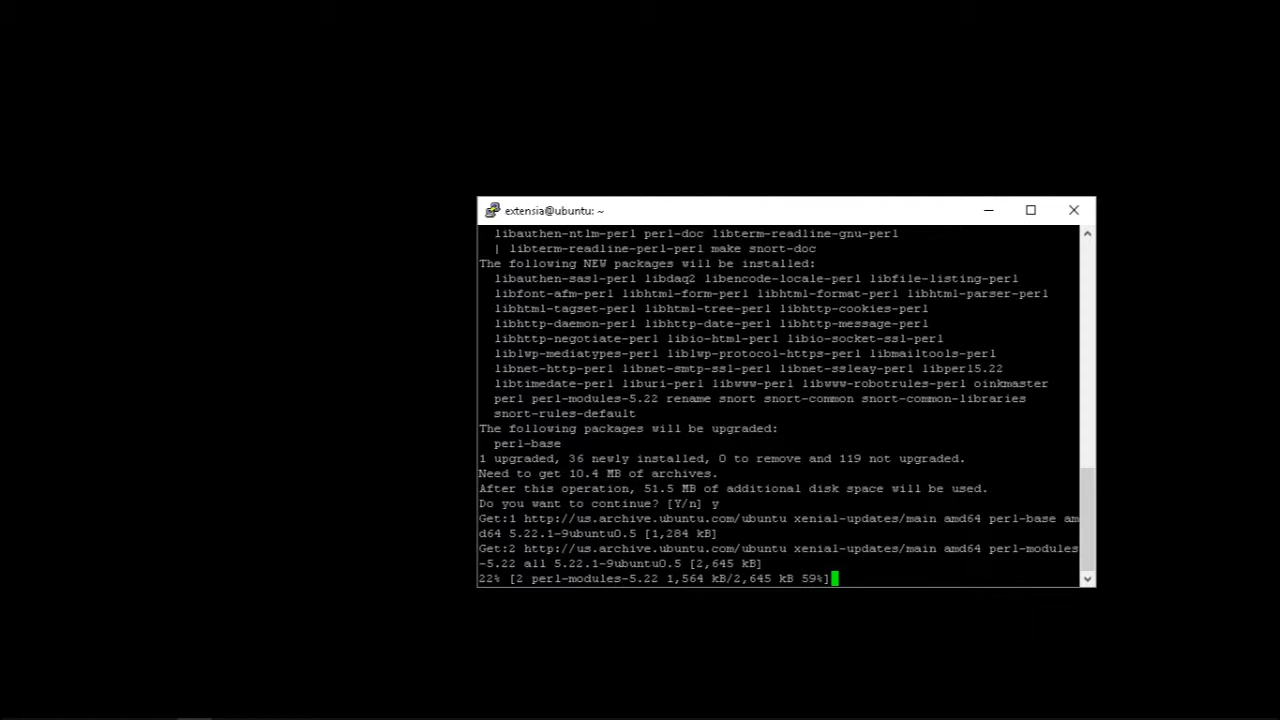 extensia@ubuntu: ~
libauthen-ntlm-perl perl-doc libterm-readline-gnu-perl
| libterm-readline-perl-perl make snort-doc
The following NEW packages will be installed:
libauthen-sasl-perl libdaq2 libencode-locale-perl libfile-listing-perl
libfont-afm-perl libhtml-form-perl libhtml-format-perl libhtml-parser-perl
libhtml-tagset-perl libhtml-tree-perl libhttp-cookies-perl
libhttp-daemon-perl libhttp-date-perl libhttp-message-perl
libhttp-negotiate-perl libio-html-perl libio-socket-ssl-perl
liblwp-mediatypes-perl liblwp-protocol-https-perl libmailtools-perl
libnet-http-perl libnet-smtp-ssl-perl libnet-ssleay-perl libperl5.22
libtimedate-perl liburi-perl libwww-perl libwww-robotrules-perl oinkmaster
perl perl-modules-5.22 rename snort snort-common snort-common-libraries
snort-rules-default
The following packages will be upgraded:
perl-base
1 upgraded, 36 newly installed, 0 to remove and 119 not upgraded.
Need to get 10.4 MB of archives.
After this operation, 51.5 MB of additional disk space will be used.
Do you want to continue? [Y/n] y
Get:1 http://us.archive.ubuntu.com/ubuntu xenial-updates/main amd64 perl-base am
d64 5.22.1-9ubuntu0.5 [1,284 kB]
Get:2 http://us.archive.ubuntu.com/ubuntu xenial-updates/main amd64 perl-modules
-5.22 all 5.22.1-9ubuntu0.5 [2,645 kB]
22% [2 perl-modules-5.22 1,564 kB/2,645 kB 59%]